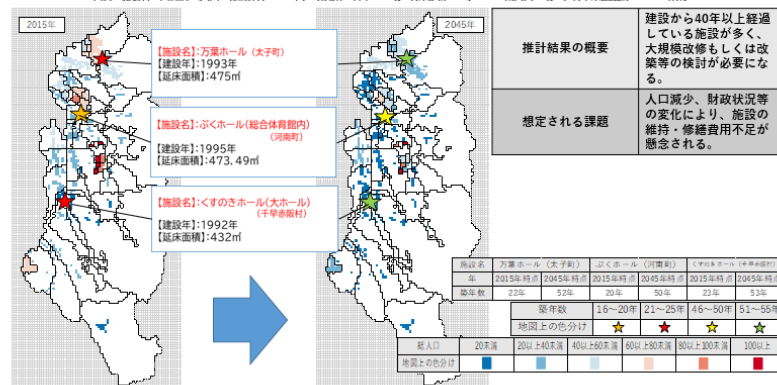 2015年
2045年
【施設名】:万葉ホール(太子町)
【建設年】:1993年
【延床面積】:475㎡
【施設名】:ぷくホール(総合体育館内)
(河南町)
【建設年】:1995年
【延床面積】:473.49㎡
【施設名】:くすのきホール(大ホール)
(千早赤阪村)
【建設年】:1992年
【延床面積】:432㎡
推計結果の概要
建設から40年以上経過
している施設が多く、
大規模改修もしくは改
築等の検討が必要にな
る。
想定される課題
人口減少、財政状況等
の変化により、施設の
維持・修繕費用不足が
懸念される。
施設名 万葉ホール(太子町) ぷくホール(河南町) くすのきホール(千早赤阪村)
年 2015年時点 2045年時点 2015年時点 2045年時点 2015年時点 2045年時点
築年数 22年 52年 20年 50年 23年 53年
築年数 16~20年 21~25年 46~50年 51~55年
地図上の色分け
総人口 20未満 20以上40未満 40以上60未満 60以上80未満 80以上100未満 100以上
地図上の色分け